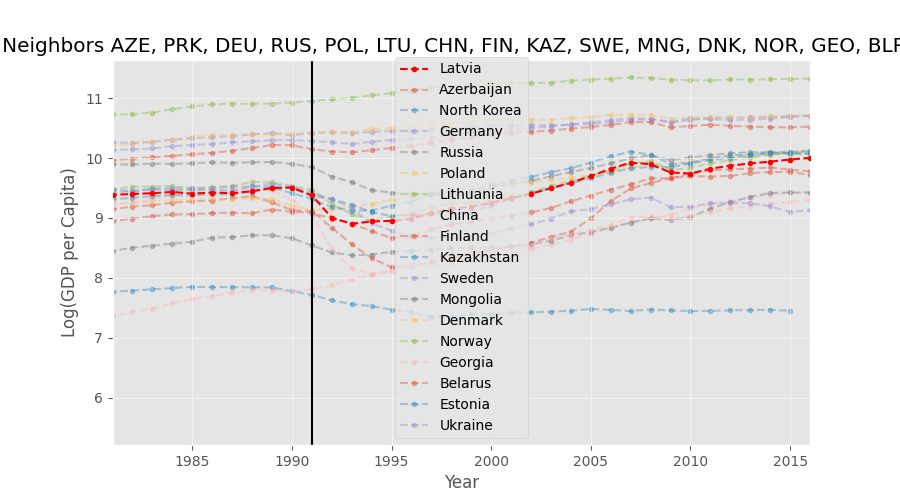 Neighbors AZE, PRK, DEU, RUS, POL, LTU, CHN, FIN, KAZ, SWE, MNG, DNK, NOR, GEO, BLR
Log(GDP per Capita)
11
10
9
8
7
6
Latvia
Azerbaijan
North Korea
Germany
Russia
Poland
Lithuania
China
Finland
Kazakhstan
Sweden
Mongolia
Denmark
Norway
Georgia
Belarus
Estonia
Ukraine
1985 1990 1995 2000 2005 2010 2015
Year